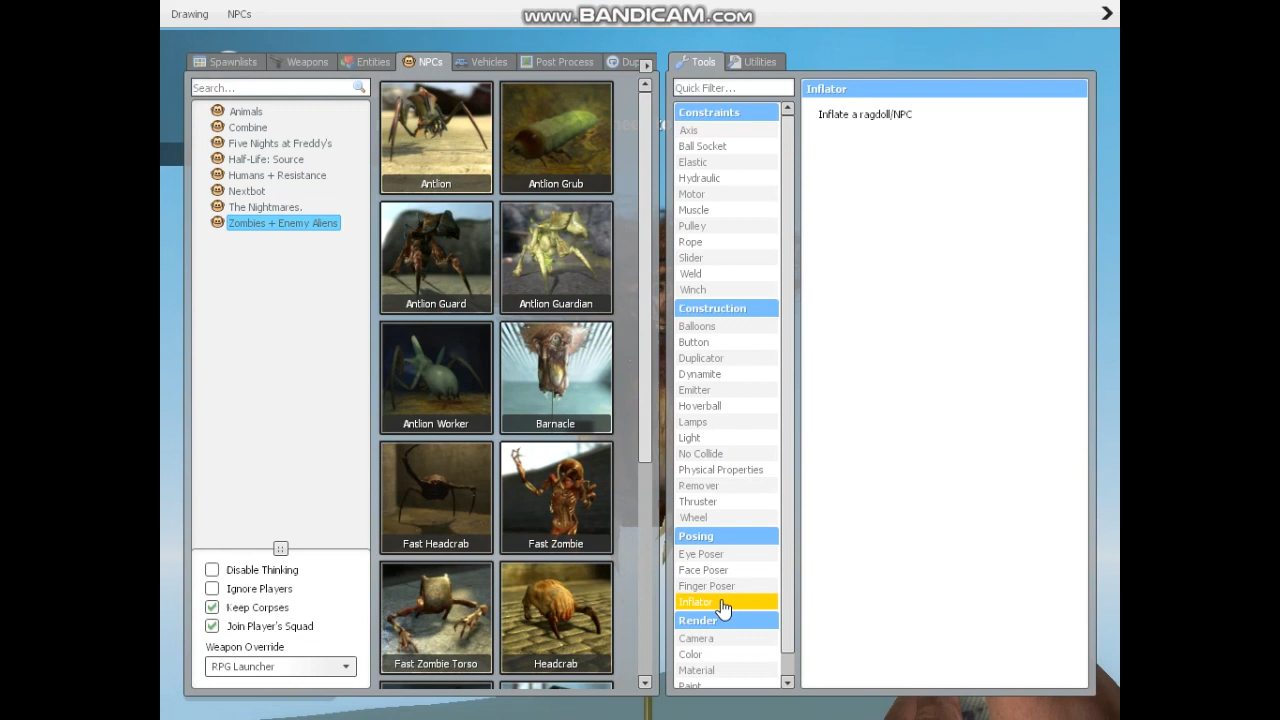 Drawing NPCs
www.BANDICAM.com
Spawnlists Weapons Entities NPCs Vehicles Post Process Dup
Search...
Animals
Combine
Five Nights at Freddy's
Half-Life: Source
Humans + Resistance
Nextbot
The Nightmares.
Zombies + Enemy Aliens
Disable Thinking
Ignore Players
Keep Corpses
Join Player's Squad
Weapon Override
RPG Launcher
Antlion
Antlion Grub
Antlion Guard
Antlion Guardian
Antlion Worker
Barnacle
Fast Headcrab
Fast Zombie
Fast Zombie Torso
Headcrab
Tools Utilities
Quick Filter...
Constraints
Axis
Ball Socket
Elastic
Hydraulic
Motor
Muscle
Pulley
Rope
Slider
Weld
Winch
Construction
Balloons
Button
Duplicator
Dynamite
Emitter
Hoverball
Lamps
Light
No Collide
Physical Properties
Remover
Thruster
Wheel
Posing
Eye Poser
Face Poser
Finger Poser
Inflator
Render
Camera
Color
Material
Paint
Inflator
Inflate a ragdoll/NPC